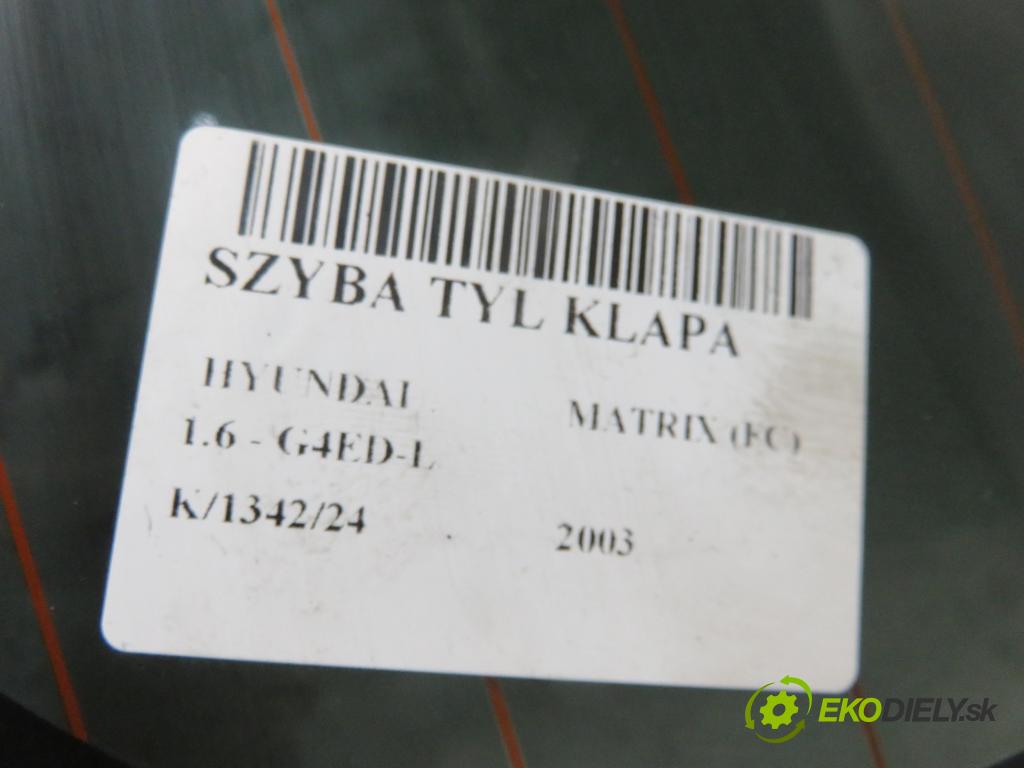 SZYBA TYL KLAPA
HYUNDAI MATRIX (FC)
1.6 - G4ED-L
K/1342/24 2003
EKODIELY.sk